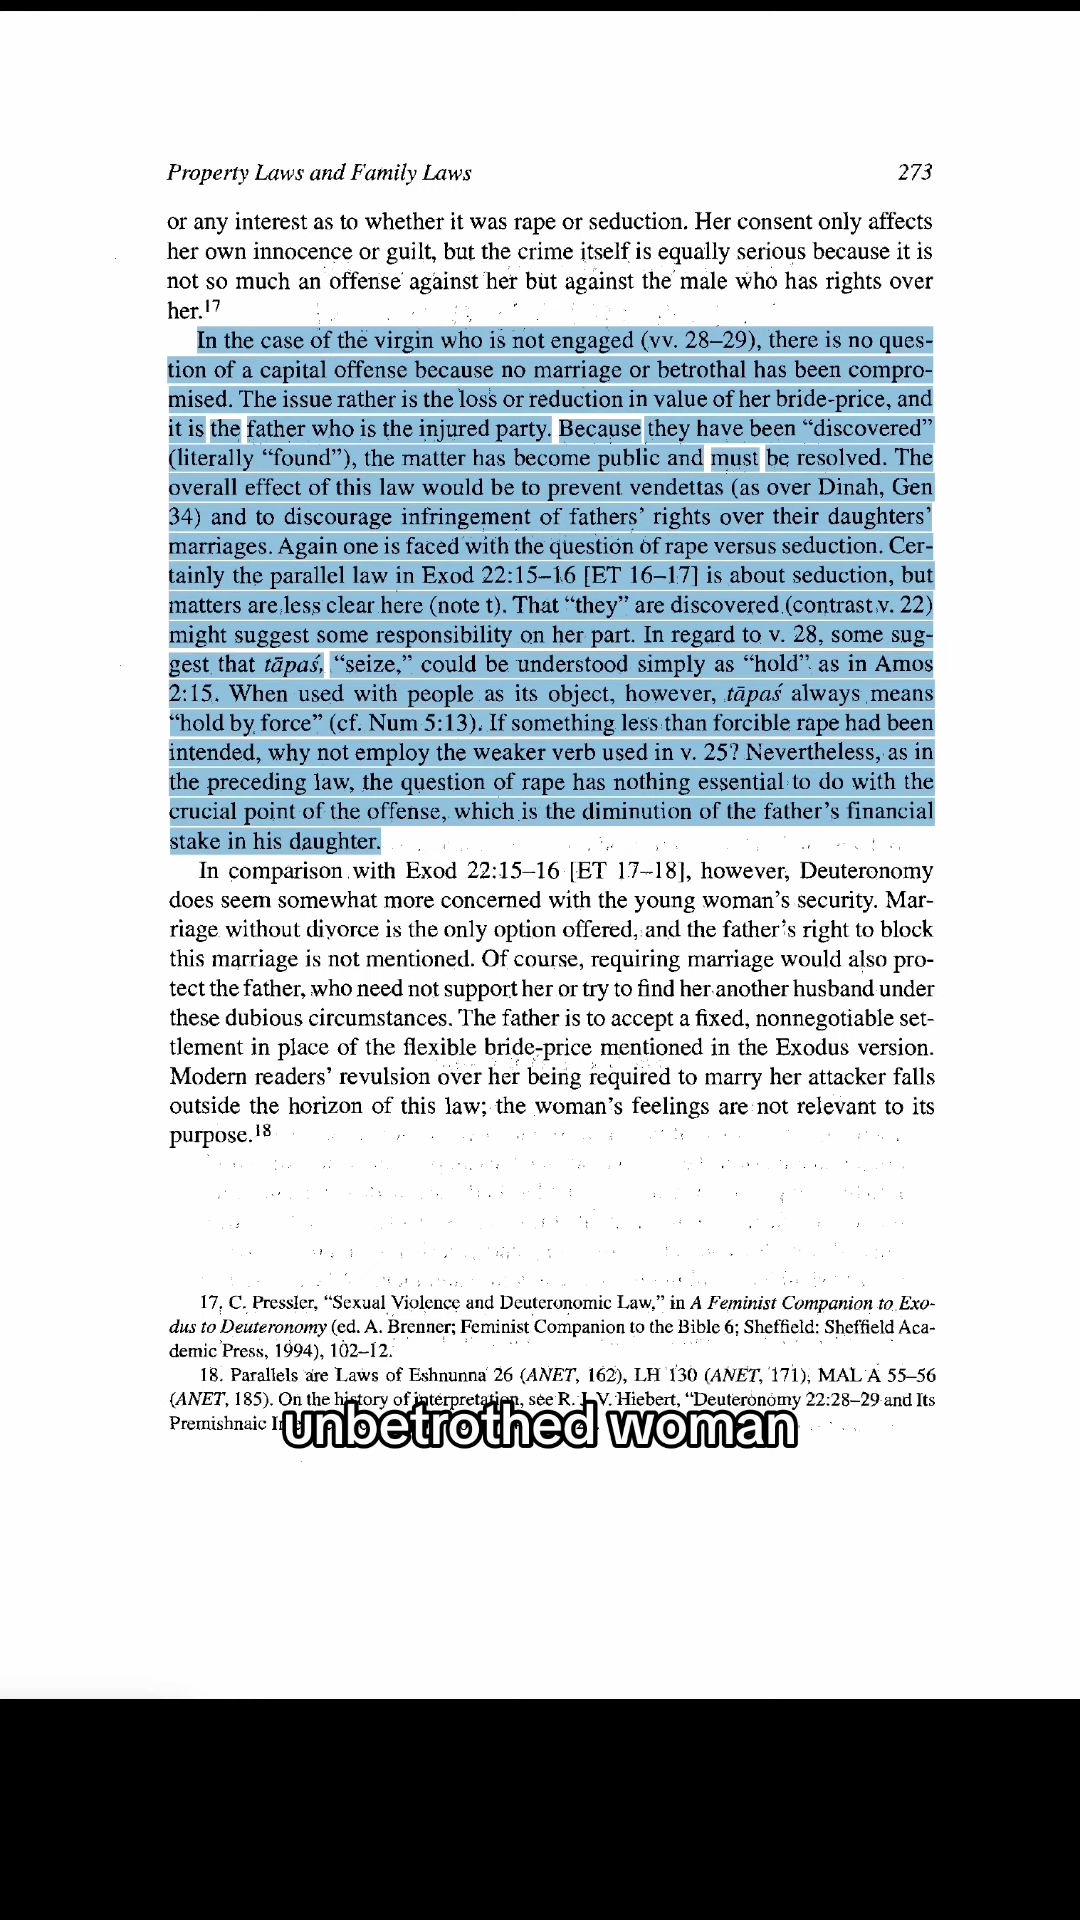 Property Laws and Family Laws 273
or any interest as to whether it was rape or seduction. Her consent only affects
her own innocence or guilt, but the crime itself is equally serious because it is
not so much an offense against her but against the male who has rights over
her.17
In the case of the virgin who is not engaged (vv. 28–29), there is no ques-
tion of a capital offense because no marriage or betrothal has been compro-
mised. The issue rather is the loss or reduction in value of her bride-price, and
it is the father who is the injured party. Because they have been “discovered”
(literally “found”), the matter has become public and must be resolved. The
overall effect of this law would be to prevent vendettas (as over Dinah, Gen
34) and to discourage infringement of fathers’ rights over their daughters’
marriages. Again one is faced with the question of rape versus seduction. Cer-
tainly the parallel law in Exod 22:15–16 [ET 16–17] is about seduction, but
matters are less clear here (note t). That “they” are discovered (contrast v. 22)
might suggest some responsibility on her part. In regard to v. 28, some sug-
gest that tāpaś, “seize,” could be understood simply as “hold” as in Amos
2:15. When used with people as its object, however, tāpaś always means
“hold by force” (cf. Num 5:13). If something less than forcible rape had been
intended, why not employ the weaker verb used in v. 25? Nevertheless, as in
the preceding law, the question of rape has nothing essential to do with the
crucial point of the offense, which is the diminution of the father’s financial
stake in his daughter.
In comparison with Exod 22:15–16 [ET 17–18], however, Deuteronomy
does seem somewhat more concerned with the young woman’s security. Mar-
riage without divorce is the only option offered, and the father’s right to block
this marriage is not mentioned. Of course, requiring marriage would also pro-
tect the father, who need not support her or try to find her another husband under
these dubious circumstances. The father is to accept a fixed, nonnegotiable set-
tlement in place of the flexible bride-price mentioned in the Exodus version.
Modern readers’ revulsion over her being required to marry her attacker falls
outside the horizon of this law; the woman’s feelings are not relevant to its
purpose.18
17. C. Pressler, “Sexual Violence and Deuteronomic Law,” in A Feminist Companion to Exo-
dus to Deuteronomy (ed. A. Brenner; Feminist Companion to the Bible 6; Sheffield: Sheffield Aca-
demic Press, 1994), 102–12.
18. Parallels are Laws of Eshnunna 26 (ANET, 162), LH 130 (ANET, 171), MAL A 55–56
(ANET, 185). On the history of interpretation, see R. J. V. Hiebert, “Deuteronomy 22:28–29 and Its
Premishnaic
unbetrothed woman